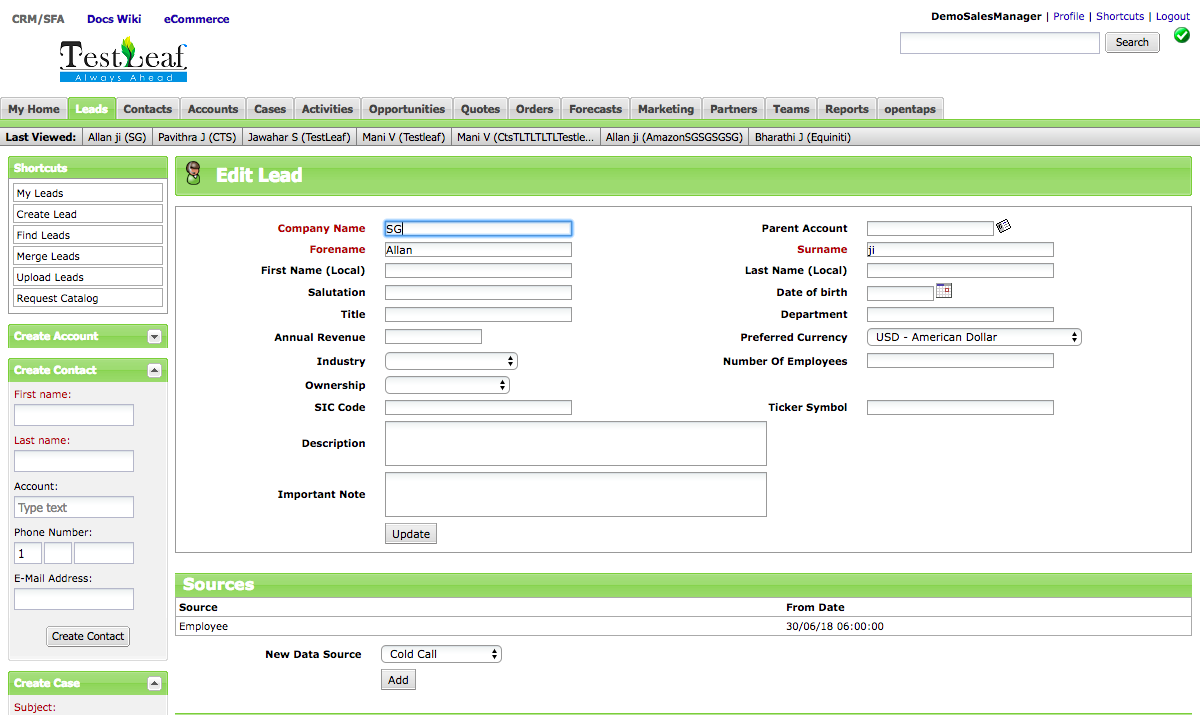 CRM/SFA Docs Wiki eCommerce
DemoSalesManager | Profile | Shortcuts | Logout
Search
TestLeaf
Always Ahead
My Home Leads Contacts Accounts Cases Activities Opportunities Quotes Orders Forecasts Marketing Partners Teams Reports opentaps
Last Viewed: Allan ji (SG) Pavithra J (CTS) Jawahar S (TestLeaf) Mani V (Testleaf) Mani V (CtsTLTLTLTLTestle... Allan ji (AmazonSGSGSGSG) Bharathi J (Equiniti)
Shortcuts
My Leads
Create Lead
Find Leads
Merge Leads
Upload Leads
Request Catalog
Create Account
Create Contact
First name:
Last name:
Account:
Type text
Phone Number:
1
E-Mail Address:
Create Contact
Create Case
Subject:
Edit Lead
Company Name SG Parent Account
Forename Allan Surname ji
First Name (Local) Last Name (Local)
Salutation Date of birth
Title Department
Annual Revenue Preferred Currency USD - American Dollar
Industry Number Of Employees
Ownership
SIC Code Ticker Symbol
Description
Important Note
Update
Sources
Source From Date
Employee 30/06/18 06:00:00
New Data Source Cold Call
Add